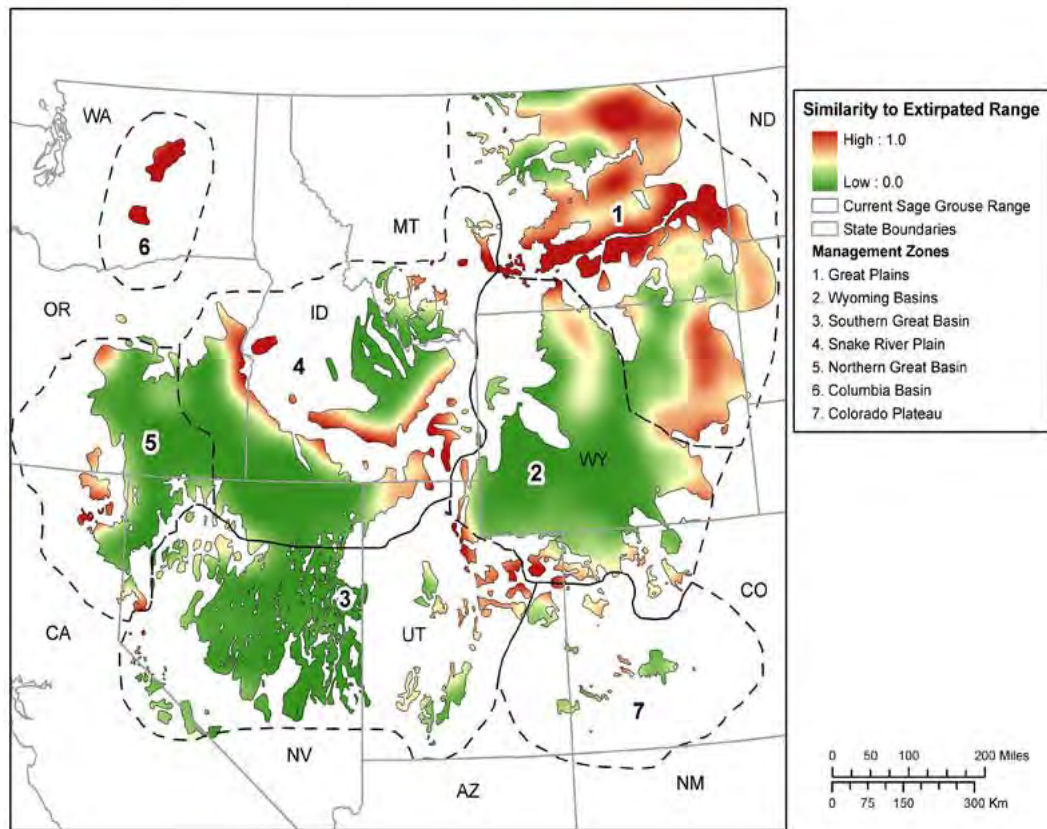 WA
ND
MT
1
6
OR
ID
4
5
2
WY
3
UT
CO
CA
7
NV
AZ
NM
Similarity to Extirpated Range
High : 1.0
Low : 0.0
Current Sage Grouse Range
State Boundaries
Management Zones
1. Great Plains
2. Wyoming Basins
3. Southern Great Basin
4. Snake River Plain
5. Northern Great Basin
6. Columbia Basin
7. Colorado Plateau
0 50 100 200 Miles
0 75 150 300 Km